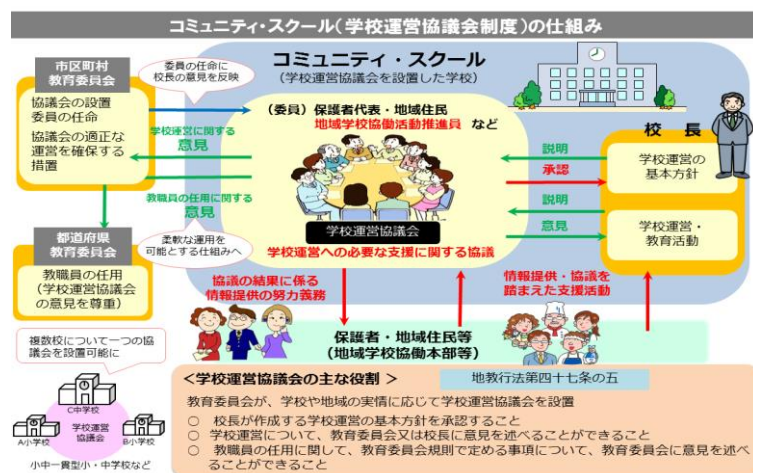 コミュニティ・スクール（学校運営協議会制度）の仕組み
市区町村
教育委員会
協議会の設置
委員の任命
協議会の適正な
運営を確保する
措置
委員の任命に
校長の意見を反映
コミュニティ・スクール
（学校運営協議会を設置した学校）
（委員）保護者代表・地域住民
地域学校協働活動推進員 など
学校運営に関する
意見
教職員の任用に関する
意見
学校運営協議会
学校運営への必要な支援に関する協議
校 長
説明
承認
学校運営の
基本方針
説明
意見
学校運営・
教育活動
都道府県
教育委員会
教職員の任用
（学校運営協議会
の意見を尊重）
柔軟な運用を
可能とする仕組みへ
協議の結果に係る
情報提供の努力義務
情報提供・協議を
踏まえた支援活動
保護者・地域住民等
（地域学校協働本部等）
複数校について一つの協
議会を設置可能に
C中学校
学校運営
協議会
A小学校
B小学校
小中一貫型小・中学校など
＜学校運営協議会の主な役割 ＞
地教行法第四十七条の五
教育委員会が、学校や地域の実情に応じて学校運営協議会を設置
○ 校長が作成する学校運営の基本方針を承認すること
○ 学校運営について、教育委員会又は校長に意見を述べることができること
○ 教職員の任用に関して、教育委員会規則で定める事項について、教育委員会に意見を述べ
ることができること